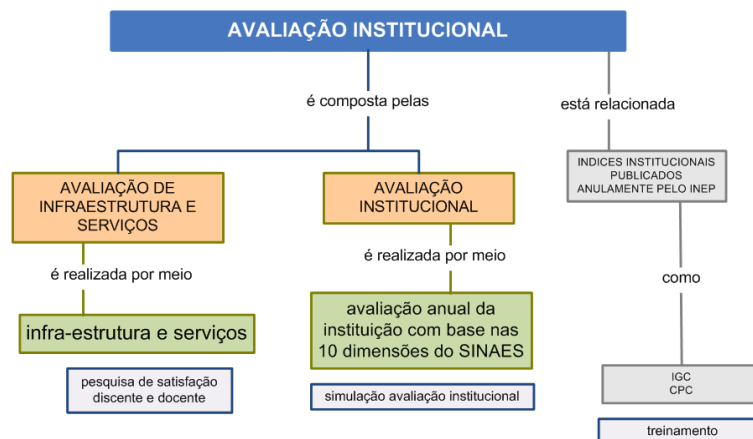 AVALIAÇÃO INSTITUCIONAL
é composta pelas
está relacionada
AVALIAÇÃO DE
INFRAESTRUTURA E
SERVIÇOS
AVALIAÇÃO
INSTITUCIONAL
INDICES INSTITUCIONAIS
PUBLICADOS
ANULAMENTE PELO INEP
é realizada por meio
é realizada por meio
como
infra-estrutura e serviços
avaliação anual da
instituição com base nas
10 dimensões do SINAES
pesquisa de satisfação
discente e docente
simulação avaliação institucional
IGC
CPC
treinamento